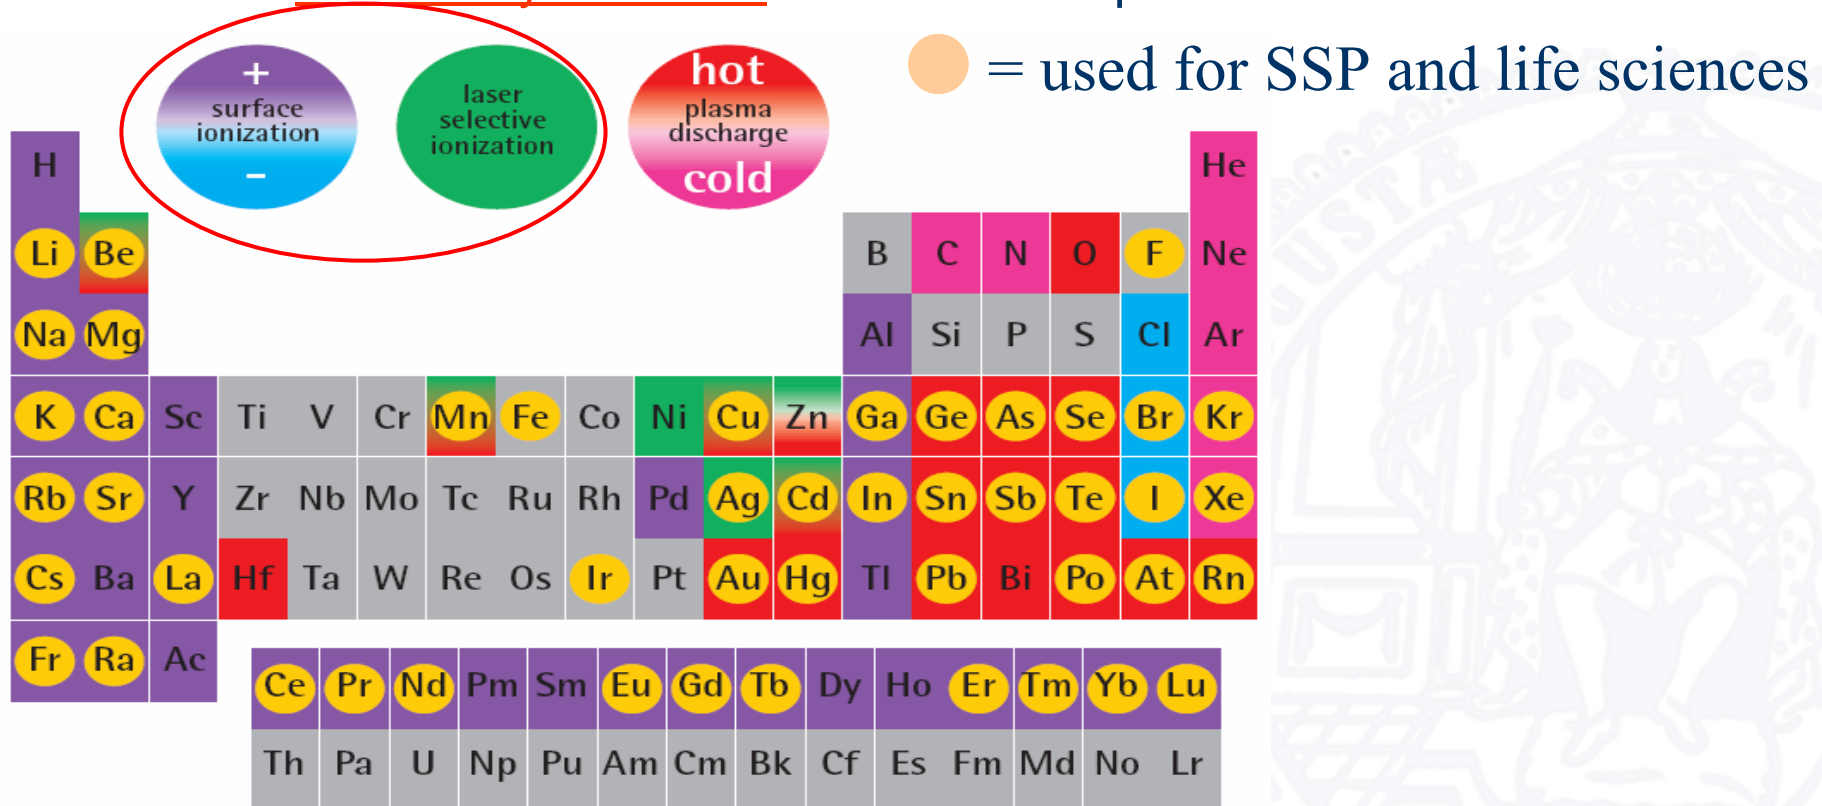 +
surface
ionization
−
laser
selective
ionization
hot
plasma
discharge
cold
= used for SSP and life sciences
H He
Li Be B C N O F Ne
Na Mg Al Si P S Cl Ar
K Ca Sc Ti V Cr Mn Fe Co Ni Cu Zn Ga Ge As Se Br Kr
Rb Sr Y Zr Nb Mo Tc Ru Rh Pd Ag Cd In Sn Sb Te I Xe
Cs Ba La Hf Ta W Re Os Ir Pt Au Hg Tl Pb Bi Po At Rn
Fr Ra Ac
Ce Pr Nd Pm Sm Eu Gd Tb Dy Ho Er Tm Yb Lu
Th Pa U Np Pu Am Cm Bk Cf Es Fm Md No Lr